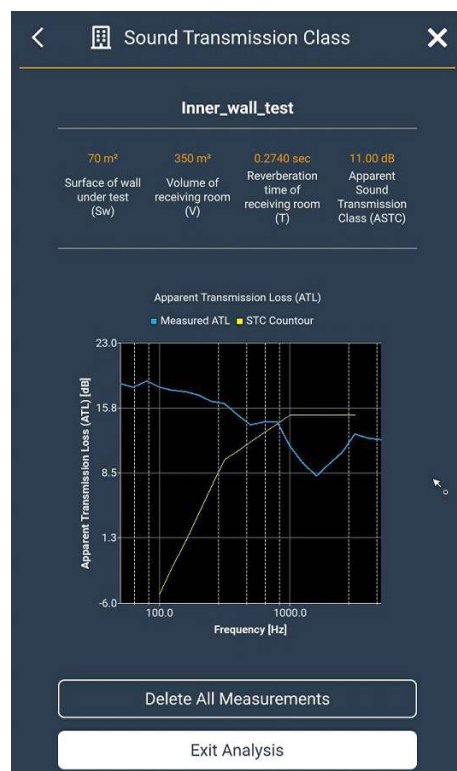 Sound Transmission Class
Inner_wall_test
70 m²
Surface of wall
under test
(Sw)
350 m³
Volume of
receiving room
(V)
0.2740 sec
Reverberation
time of
receiving room
(T)
11.00 dB
Apparent
Sound
Transmission
Class (ASTC)
Apparent Transmission Loss (ATL)
Measured ATL STC Countour
23.0
15.8
8.5
1.3
-6.0
Apparent Transmission Loss (ATL) [dB]
100.0 1000.0
Frequency [Hz]
Delete All Measurements
Exit Analysis